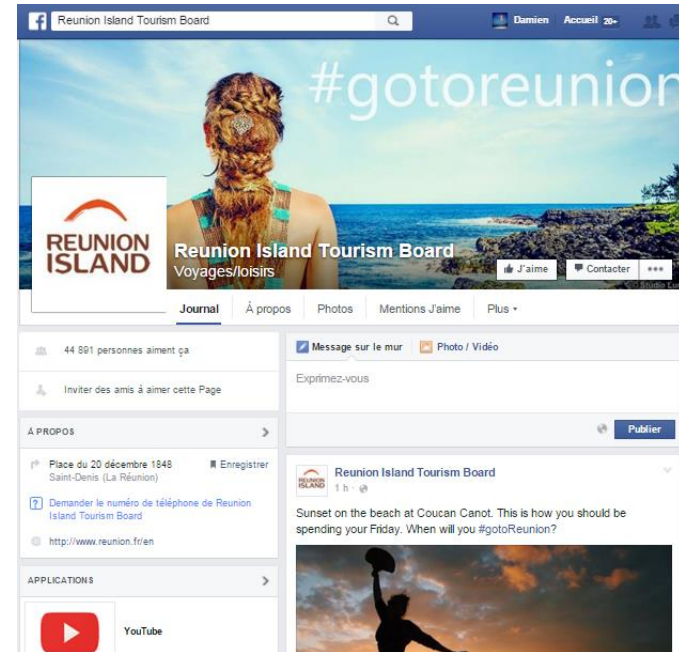 Reunion Island Tourism Board
Damien
Accueil 20+
#gotoreunion
REUNION
ISLAND
Reunion Island Tourism Board
Voyages/loisirs
J'aime
Contacter
Journal
À propos
Photos
Mentions J'aime
Plus
44 891 personnes aiment ça
Inviter des amis à aimer cette Page
À PROPOS
Place du 20 décembre 1848
Enregistrer
Saint-Denis (La Réunion)
Demander le numéro de téléphone de Reunion
Island Tourism Board
http://www.reunion.fr/en
APPLICATIONS
YouTube
Message sur le mur
Photo / Vidéo
Exprimez-vous
Publier
REUNION
ISLAND
Reunion Island Tourism Board
1 h
Sunset on the beach at Coucan Canot. This is how you should be
spending your Friday. When will you #gotoReunion?